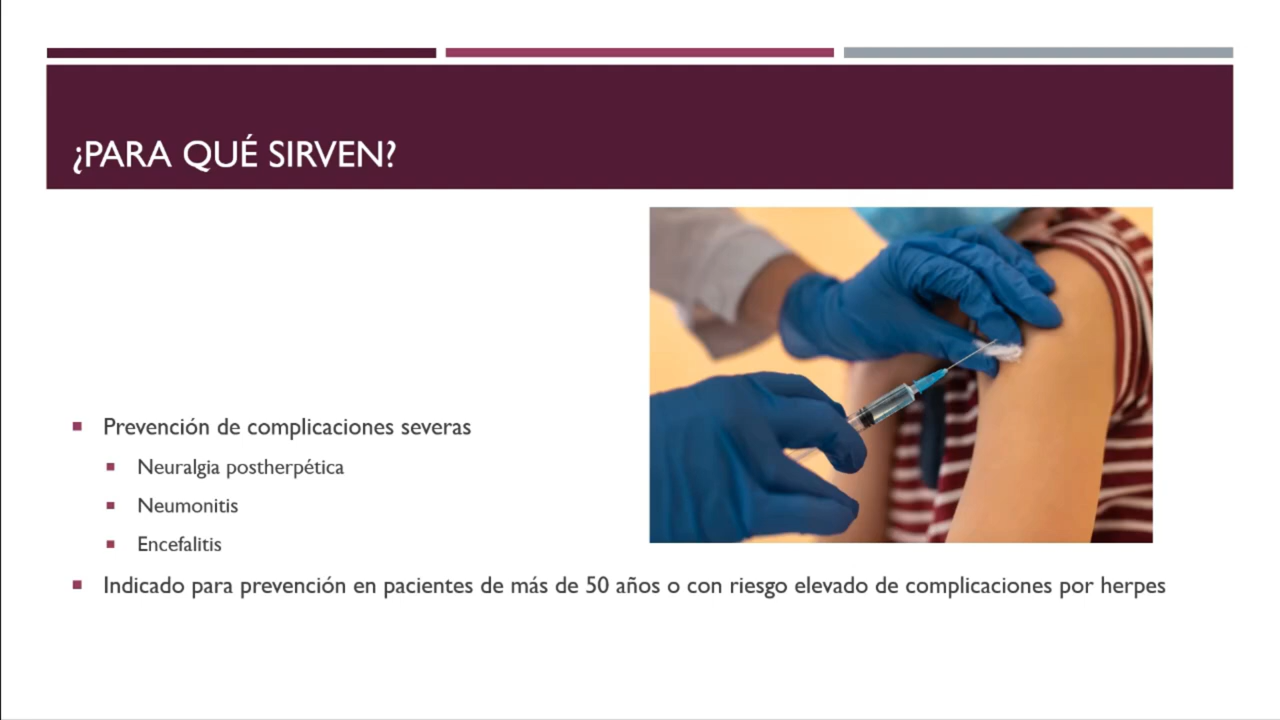 ¿PARA QUÉ SIRVEN?
Prevención de complicaciones severas
Neuralgia postherpética
Neumonitis
Encefalitis
Indicado para prevención en pacientes de más de 50 años o con riesgo elevado de complicaciones por herpes